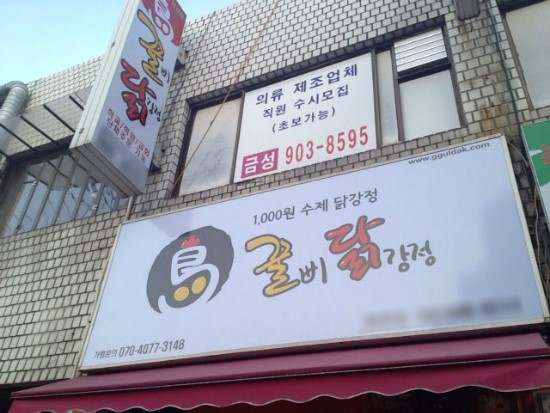 꿀비
닭강정
의류 제조업체
직원 수시모집
(초보가능)
금성 903-8595
www.gguldak.com
1,000원 수제 닭강정
꿀비 닭강정
가맹문의 070-4077-3148